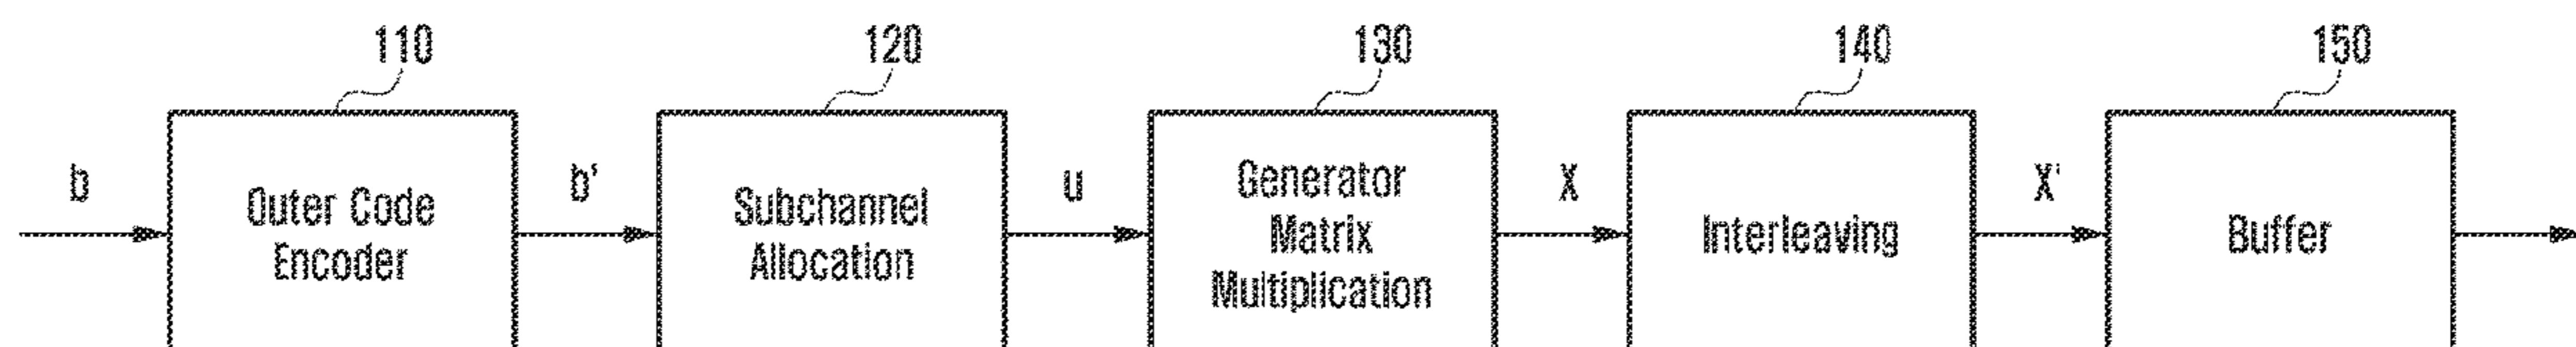 110
120
130
140
150
b
Outer Code
Encoder
b'
Subchannel
Allocation
u
Generator
Matrix
Multiplication
X
Interleaving
X'
Buffer